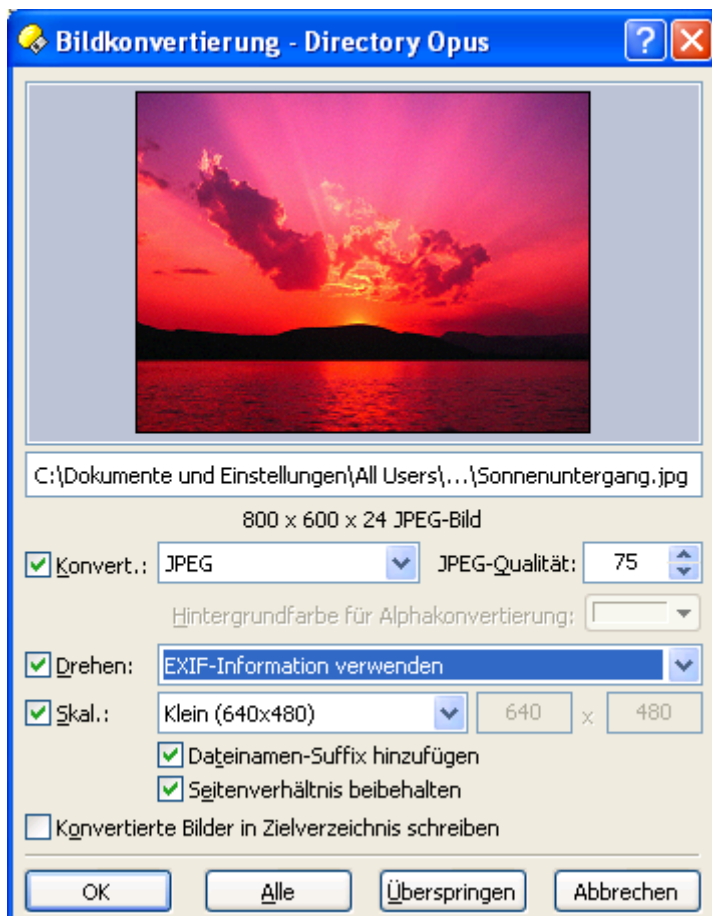 Bildkonvertierung - Directory Opus
C:\Dokumente und Einstellungen\All Users\...\Sonnenuntergang.jpg
800 x 600 x 24 JPEG-Bild
Konvert.: JPEG JPEG-Qualität: 75
Hintergrundfarbe für Alphakonvertierung:
Drehen: EXIF-Information verwenden
Skal.: Klein (640x480) 640 x 480
Dateinamen-Suffix hinzufügen
Seitenverhältnis beibehalten
Konvertierte Bilder in Zielverzeichnis schreiben
OK Alle Überspringen Abbrechen